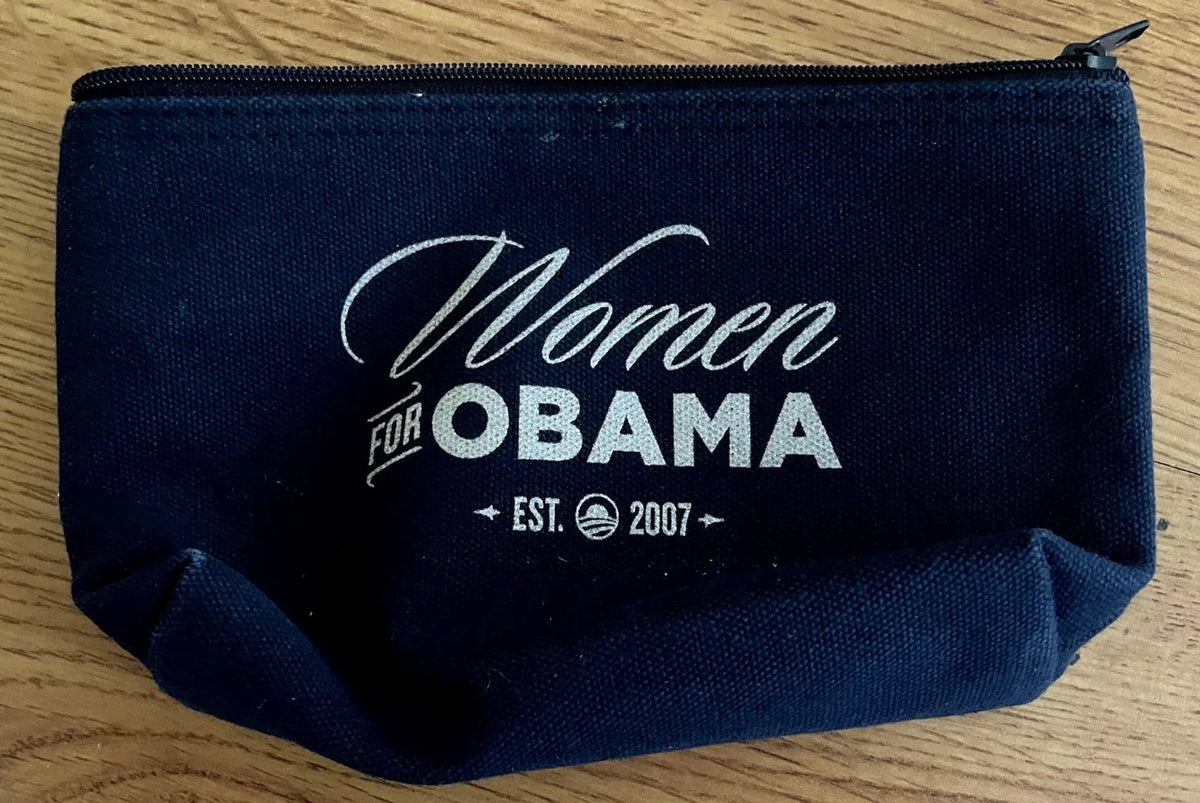 Women
FOR OBAMA
EST. 2007